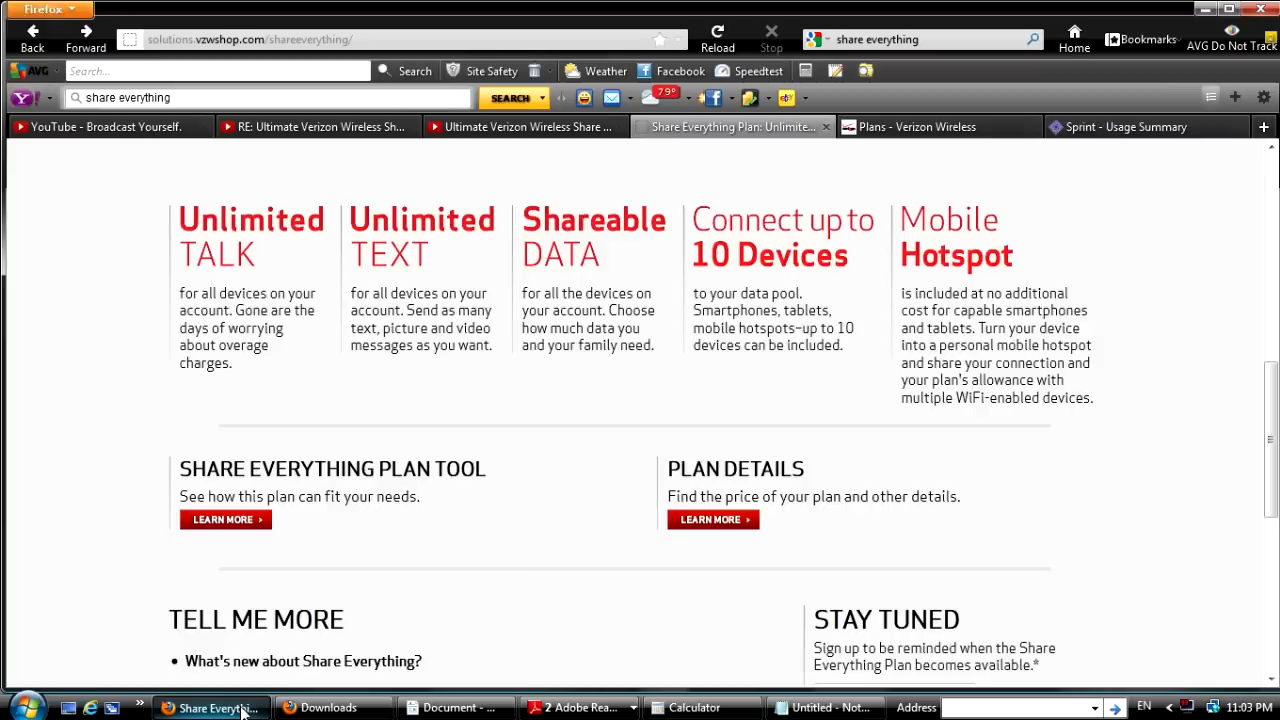 Firefox
Back
Forward
solutions.vzwshop.com/shareeverything/
Reload
Stop
share everything
Home
Bookmarks
AVG Do Not Track
AVG
Search...
Search
Site Safety
Weather
Facebook
Speedtest
Y!
share everything
SEARCH
79°
YouTube - Broadcast Yourself.
RE: Ultimate Verizon Wireless Sh...
Ultimate Verizon Wireless Share ...
Share Everything Plan: Unlimite...
Plans - Verizon Wireless
Sprint - Usage Summary
Unlimited
TALK
for all devices on your
account. Gone are the
days of worrying
about overage
charges.
Unlimited
TEXT
for all devices on your
account. Send as many
text, picture and video
messages as you want.
Shareable
DATA
for all the devices on
your account. Choose
how much data you
and your family need.
Connect up to
10 Devices
to your data pool.
Smartphones, tablets,
mobile hotspots–up to 10
devices can be included.
Mobile
Hotspot
is included at no additional
cost for capable smartphones
and tablets. Turn your device
into a personal mobile hotspot
and share your connection and
your plan's allowance with
multiple WiFi-enabled devices.
SHARE EVERYTHING PLAN TOOL
See how this plan can fit your needs.
LEARN MORE
PLAN DETAILS
Find the price of your plan and other details.
LEARN MORE
TELL ME MORE
• What's new about Share Everything?
STAY TUNED
Sign up to be reminded when the Share
Everything Plan becomes available.*
Share Everythi...
Downloads
Document - ...
2 Adobe Rea...
Calculator
Untitled - Not...
Address
EN
11:03 PM